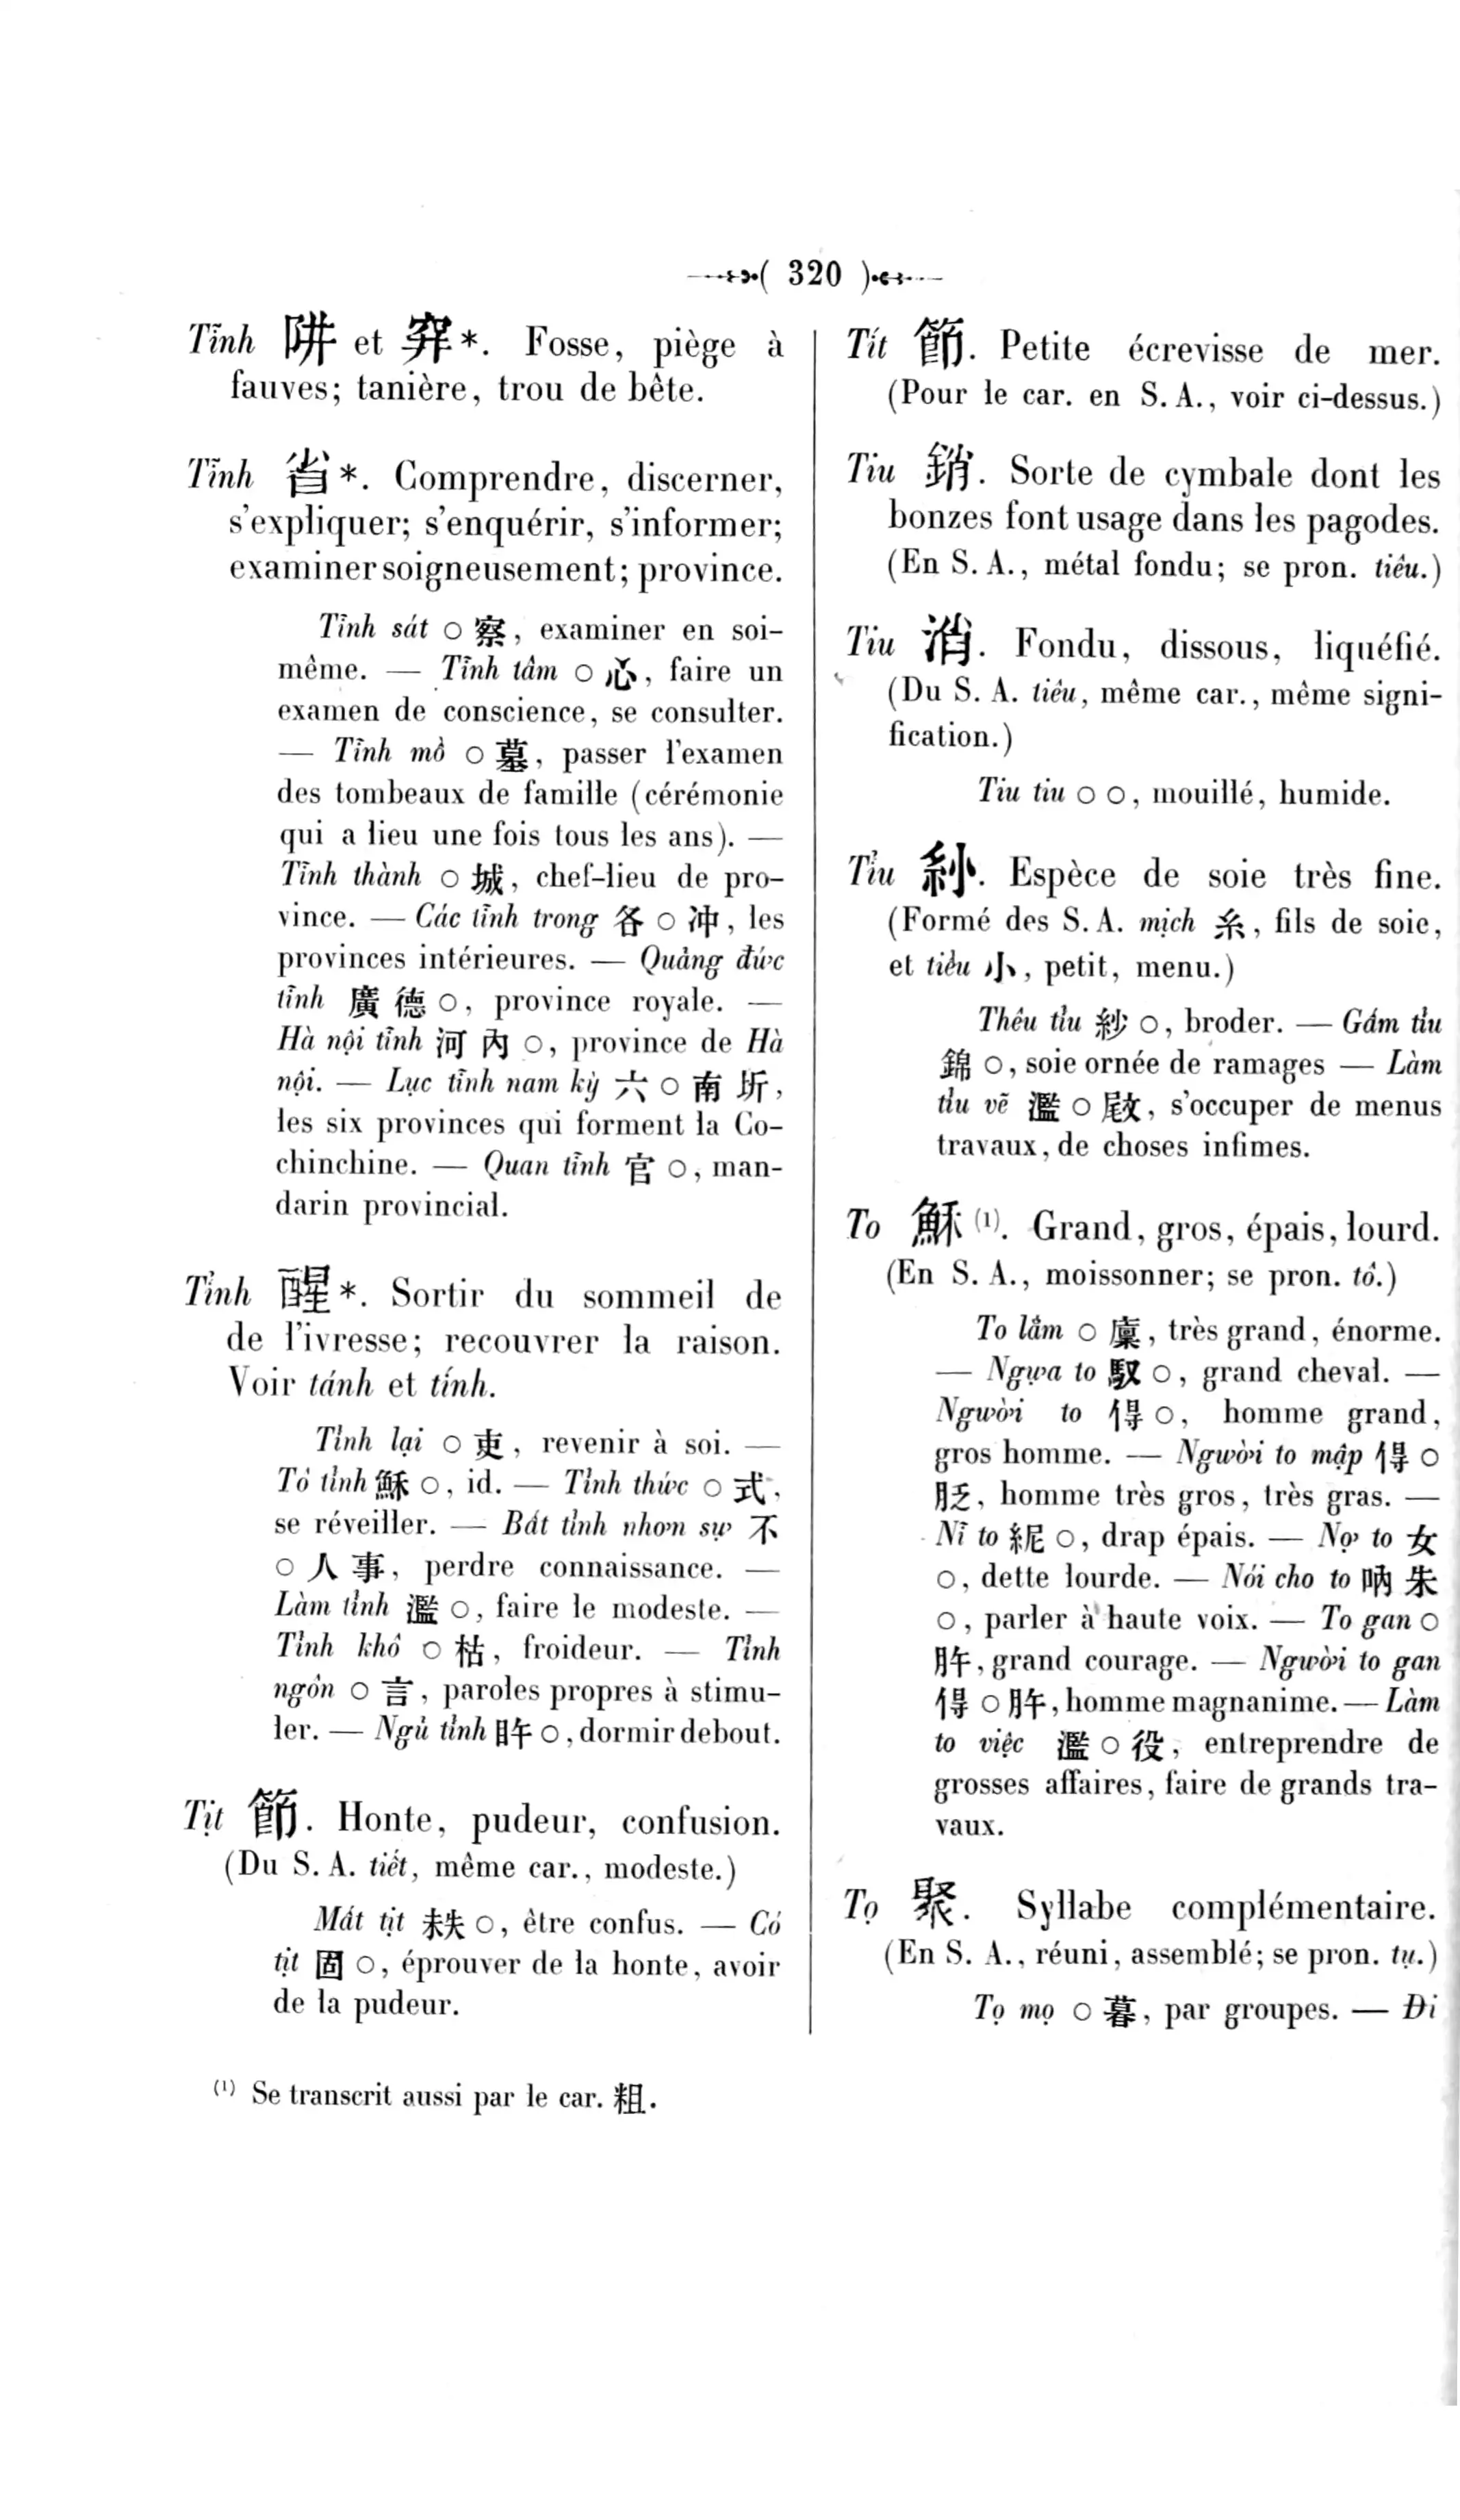 ( 320 )
Tĩnh 阱 et 穽*. Fosse, piège à
fauves; tanière, trou de bête.
Tĩnh 省*. Comprendre, discerner,
s'expliquer; s'enquérir, s'informer;
examiner soigneusement; province.
Tĩnh sát ○ 察, examiner en soi-
même. — Tĩnh tâm ○ 心, faire un
examen de conscience, se consulter.
— Tĩnh mồ ○ 墓, passer l'examen
des tombeaux de famille (cérémonie
qui a lieu une fois tous les ans). —
Tĩnh thành ○ 城, chef-lieu de pro-
vince. — Các tĩnh trong 各 ○ 冲, les
provinces intérieures. — Quảng đức
tĩnh 廣 德 ○, province royale. —
Hà nội tĩnh 河 內 ○, province de Hà
nội. — Lục tĩnh nam kỳ 六 ○ 南 圻,
les six provinces qui forment la Co-
chinchine. — Quan tĩnh 官 ○, man-
darin provincial.
Tỉnh 醒*. Sortir du sommeil de
de l'ivresse; recouvrer la raison.
Voir tánh et tính.
Tỉnh lại ○ 吏, revenir à soi. —
Tô tỉnh 穌 ○, id. — Tỉnh thức ○ 式,
se réveiller. — Bất tỉnh nhơn sự 不
○ 人 事, perdre connaissance. —
Làm tỉnh 濫 ○, faire le modeste. —
Tỉnh khô ○ 枯, froideur. — Tỉnh
ngôn ○ 言, paroles propres à stimu-
ler. — Ngủ tỉnh 𥄬 ○, dormir debout.
Tịt 節. Honte, pudeur, confusion.
(Du S. A. tiết, même car., modeste.)
Mất tịt 𠅒 ○, être confus. — Có
tịt 固 ○, éprouver de la honte, avoir
de la pudeur.
Tít 節. Petite écrevisse de mer.
(Pour le car. en S. A., voir ci-dessus.)
Tiu 銷. Sorte de cymbale dont les
bonzes font usage dans les pagodes.
(En S. A., métal fondu; se pron. tiêu.)
Tiu 消. Fondu, dissous, liquéfié.
(Du S. A. tiêu, même car., même signi-
fication.)
Tiu tiu ○ ○, mouillé, humide.
Tỉu 𥾘. Espèce de soie très fine.
(Formé des S. A. mịch 糸, fils de soie,
et tiểu 小, petit, menu.)
Thêu tỉu 紗 ○, broder. — Gấm tỉu
錦 ○, soie ornée de ramages — Làm
tỉu vẽ 濫 ○ 𡲈, s'occuper de menus
travaux, de choses infimes.
To 穌 (1). Grand, gros, épais, lourd.
(En S. A., moissonner; se pron. tô.)
To lắm ○ 廩, très grand, énorme.
— Ngựa to 馭 ○, grand cheval. —
Người to 㝵 ○, homme grand,
gros homme. — Người to mập 㝵 ○
肢, homme très gros, très gras. —
Nỉ to 紀 ○, drap épais. — Nợ to 女
○, dette lourde. — Nói cho to 吶 朱
○, parler à haute voix. — To gan ○
肝, grand courage. — Người to gan
㝵 ○ 肝, homme magnanime. — Làm
to việc 濫 ○ 役, entreprendre de
grosses affaires, faire de grands tra-
vaux.
Tọ 聚. Syllabe complémentaire.
(En S. A., réuni, assemblé; se pron. tụ.)
Tọ mọ ○ 暮, par groupes. — Đi
(1) Se transcrit aussi par le car. 粗.